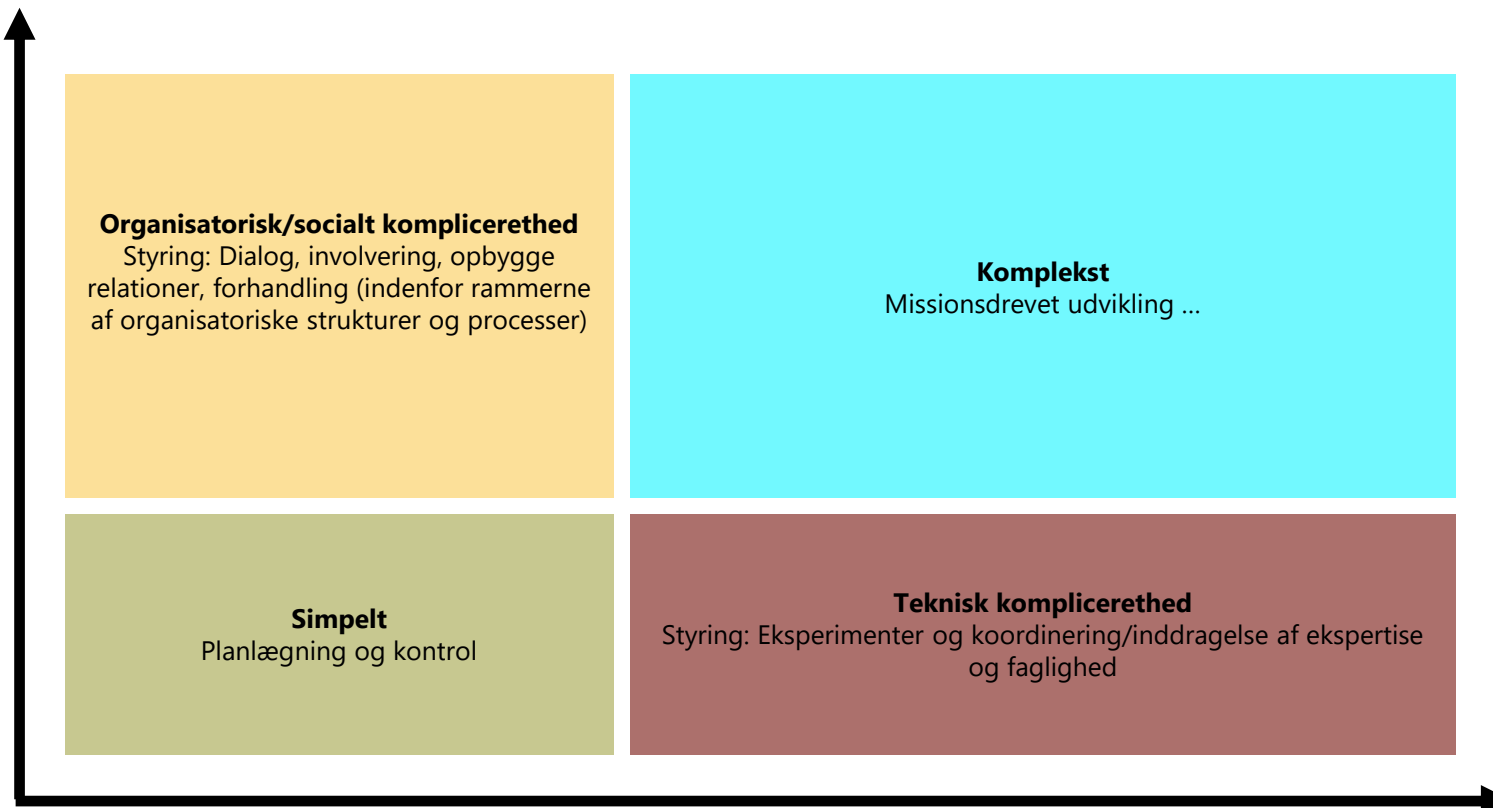 Organisatorisk/socialt komplicerethed
Styring: Dialog, involvering, opbygge
relationer, forhandling (indenfor rammerne
af organisatoriske strukturer og processer)
Komplekst
Missionsdrevet udvikling ...
Simpelt
Planlægning og kontrol
Teknisk komplicerethed
Styring: Eksperimenter og koordinering/inddragelse af ekspertise
og faglighed